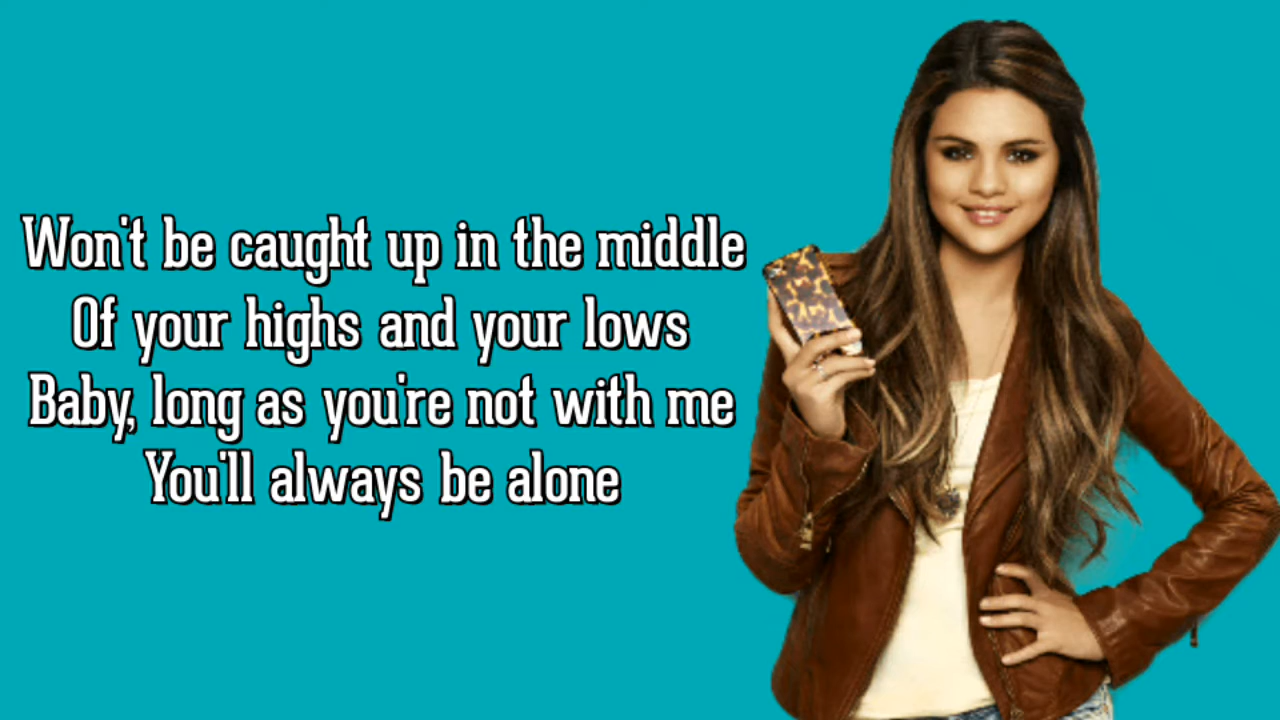 Won't be caught up in the middle
Of your highs and your lows
Baby, long as you're not with me
You'll always be alone